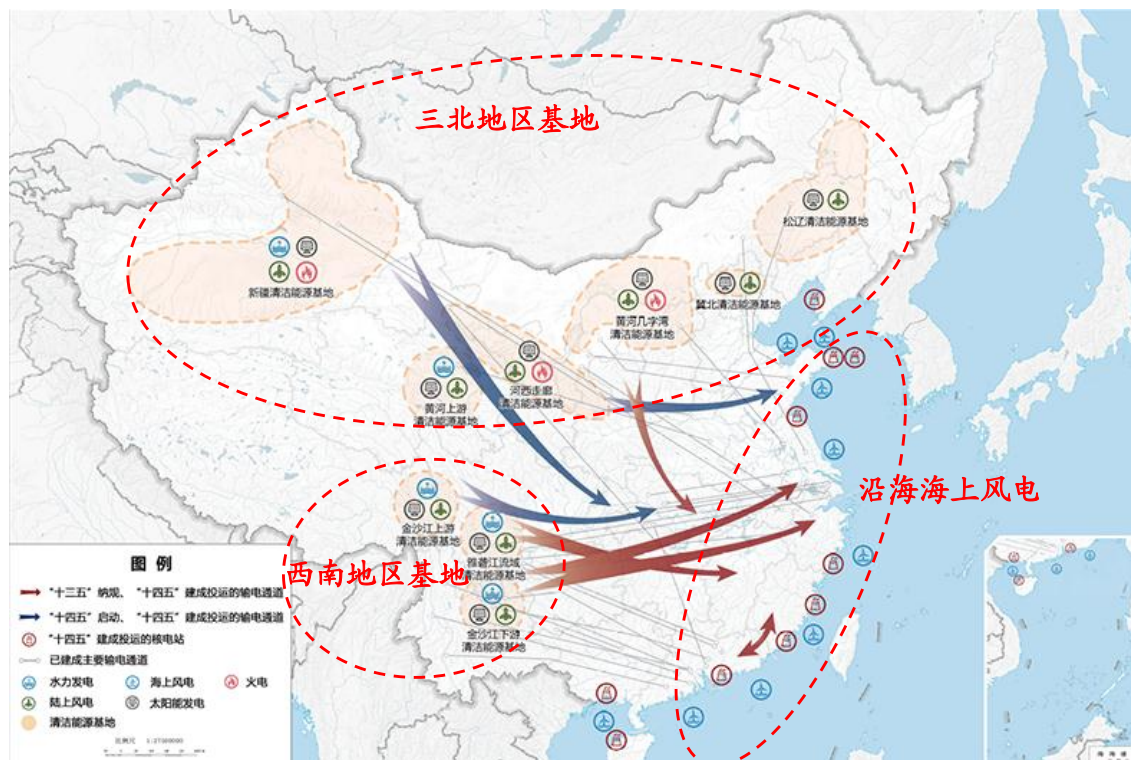 三北地区基地
松辽清洁能源基地
新疆清洁能源基地
冀北清洁能源基地
黄河几字湾
清洁能源基地
河西走廊
清洁能源基地
黄河上游
清洁能源基地
沿海海上风电
金沙江上游
清洁能源基地
雅砻江流域
清洁能源基地
西南地区基地
金沙江下游
清洁能源基地
图例
“十三五”纳规、“十四五”建成投运的输电通道
“十四五”启动、“十四五”建成投运的输电通道
“十四五”建成投运的核电站
已建成主要输电通道
水力发电
海上风电
火电
陆上风电
太阳能发电
清洁能源基地
比例尺